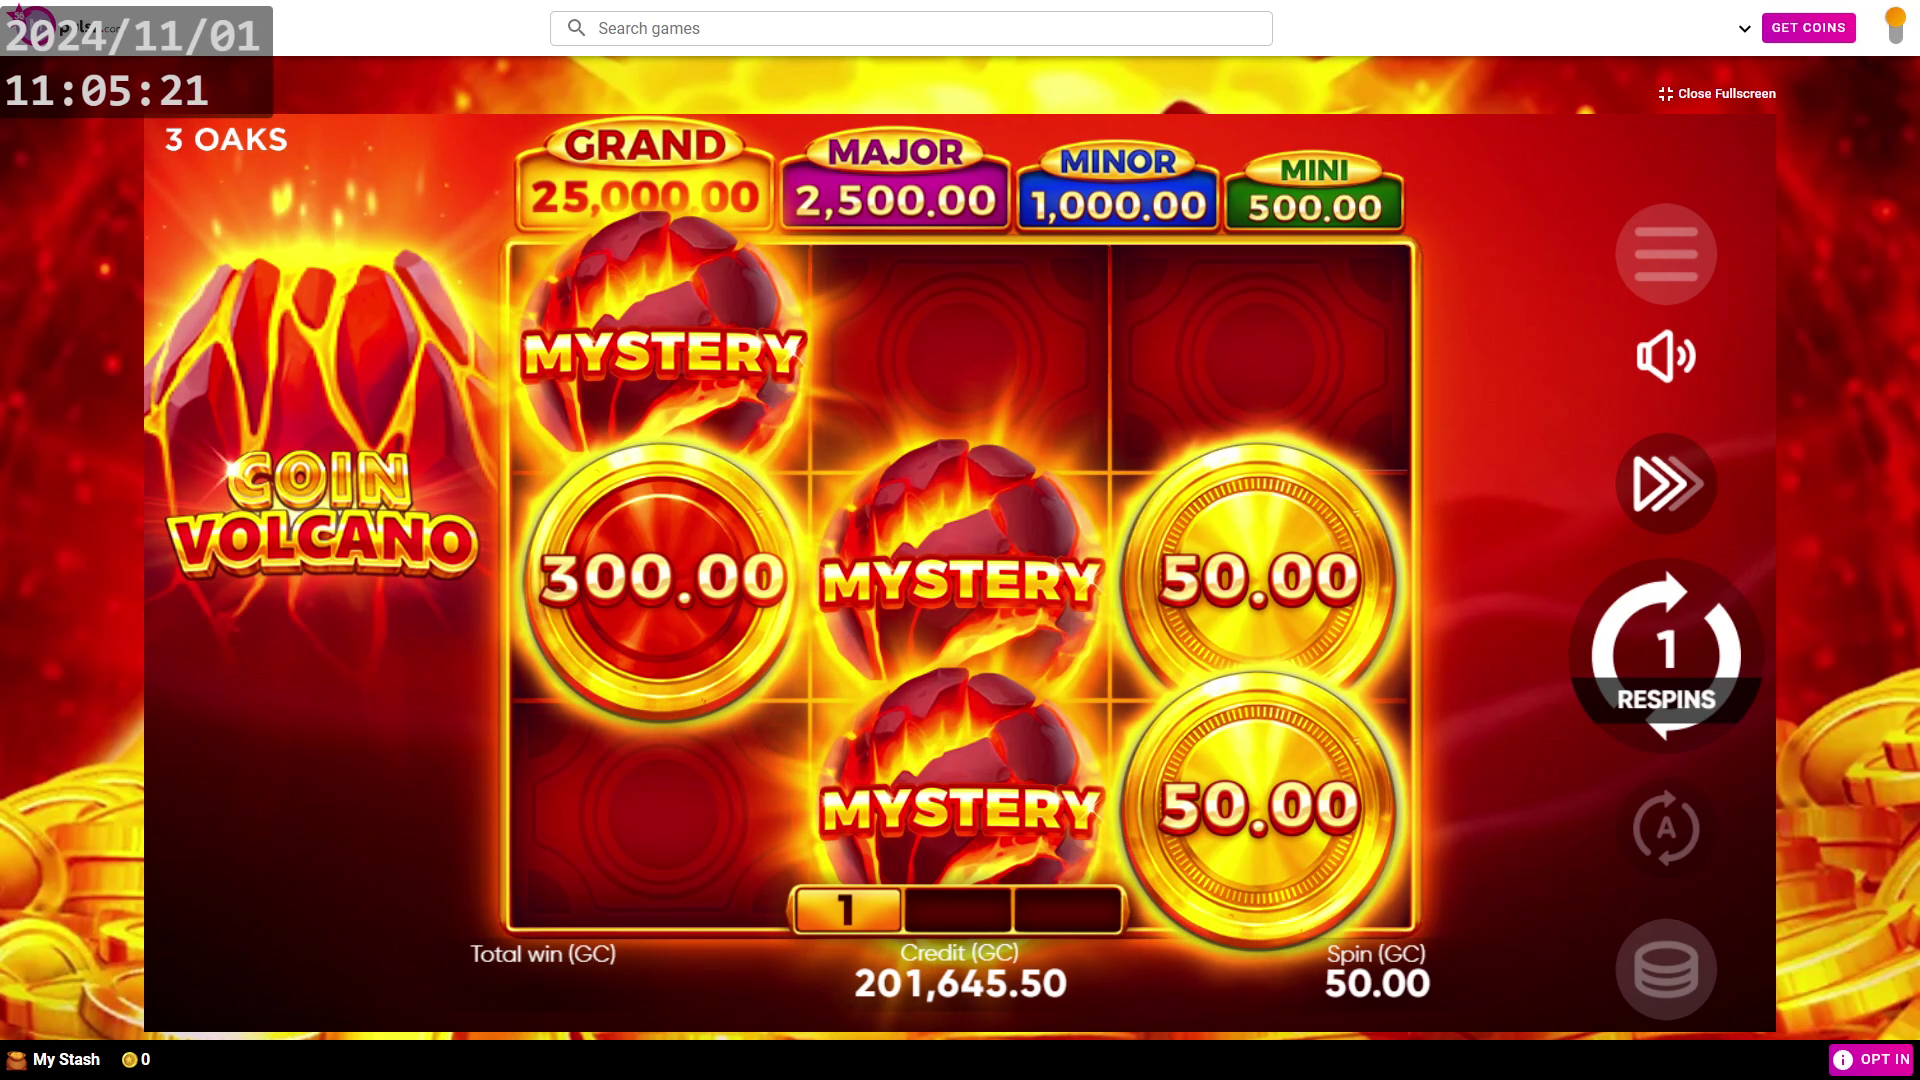 2024/11/01
11:05:21
Search games
GET COINS
Close Fullscreen
3 OAKS
GRAND
25,000.00
MAJOR
2,500.00
MINOR
1,000.00
MINI
500.00
MYSTERY
COIN
VOLCANO
300.00
MYSTERY
50.00
1
RESPINS
MYSTERY
50.00
A
1
Total win (GC)
Credit (GC)
201,645.50
Spin (GC)
50.00
My Stash
0
OPT IN